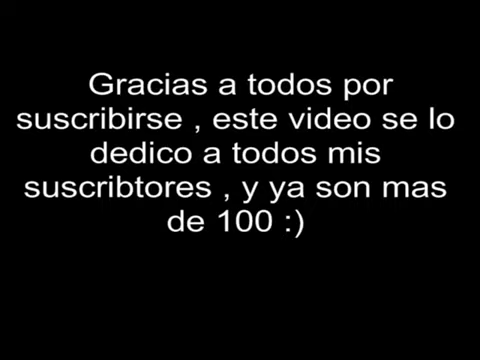 Gracias a todos por
suscribirse , este video se lo
dedico a todos mis
suscribtores , y ya son mas
de 100 :)